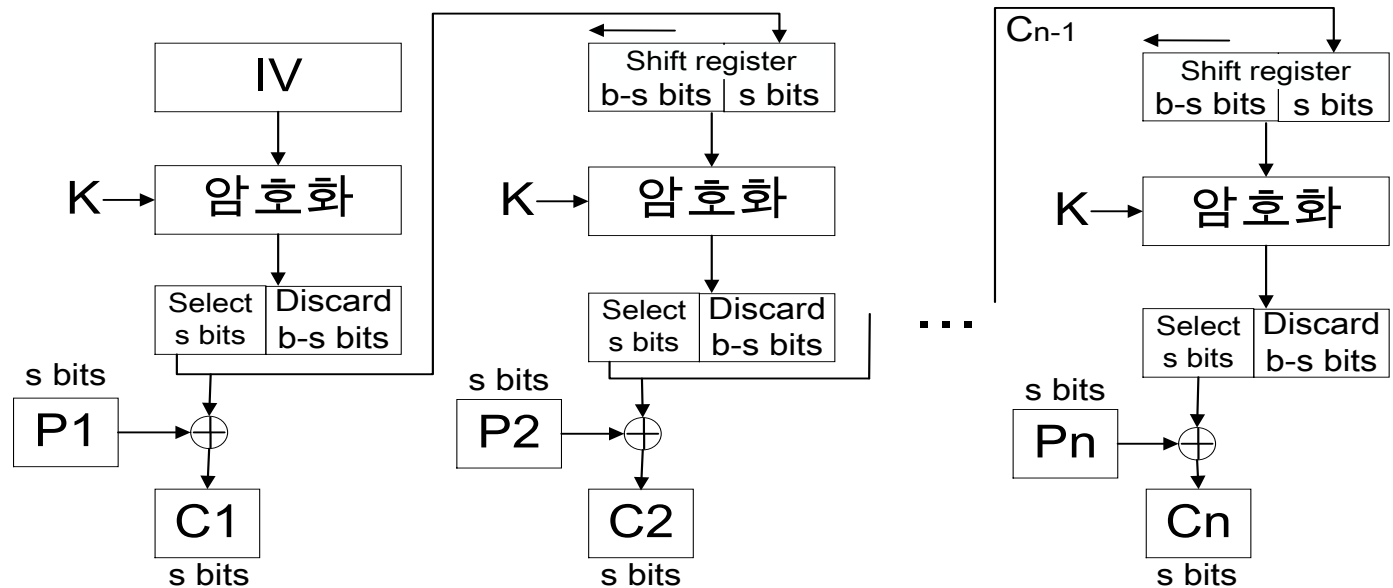 IV
K
암호화
Select
s bits
Discard
b-s bits
s bits
P1
C1
s bits
Shift register
b-s bits
s bits
K
암호화
Select
s bits
Discard
b-s bits
s bits
P2
C2
s bits
...
Cn-1
Shift register
b-s bits
s bits
K
암호화
Select
s bits
Discard
b-s bits
s bits
Pn
Cn
s bits